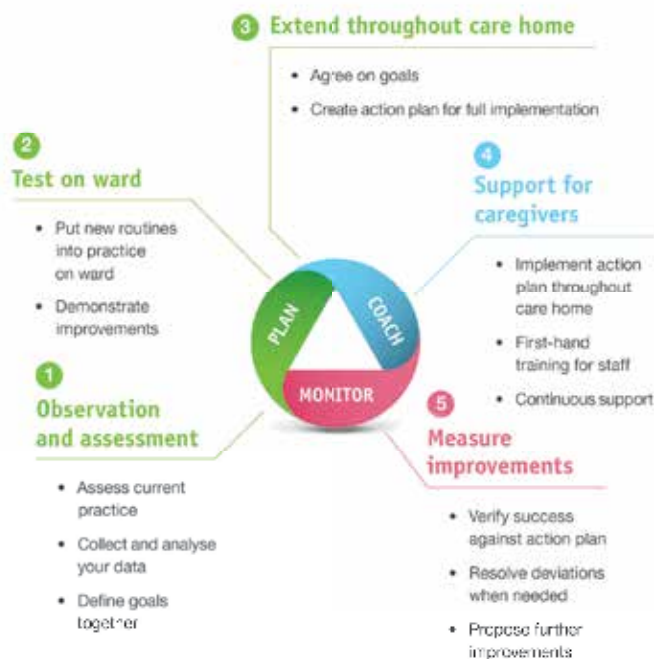 3 Extend throughout care home
• Agree on goals
• Create action plan for full implementation
2
Test on ward
• Put new routines
into practice
on ward
• Demonstrate
improvements
4
Support for
caregivers
• Implement action
plan throughout
care home
• First-hand
training for staff
• Continuous support
PLAN
COACH
MONITOR
1
Observation
and assessment
• Assess current
practice
• Collect and analyse
your data
• Define goals
together
5
Measure
improvements
• Verify success
against action plan
• Resolve deviations
when needed
• Propose further
improvements